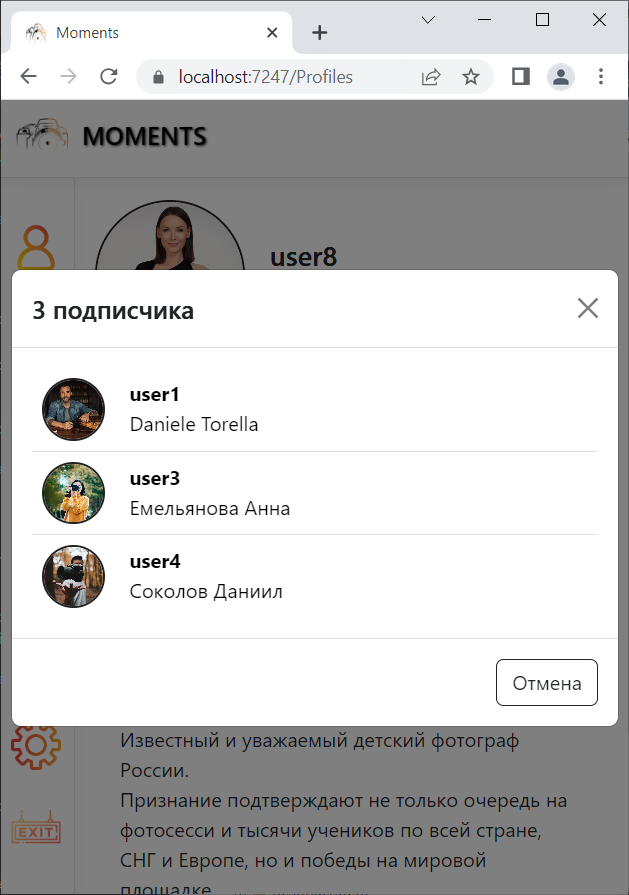 Moments
localhost:7247/Profiles
MOMENTS
user8
3 подписчика
user1
Daniele Torella
user3
Емельянова Анна
user4
Соколов Даниил
Отмена
Известный и уважаемый детский фотограф
России.
Признание подтверждают не только очередь на
фотосесси и тысячи учеников по всей стране,
СНГ и Европе, но и победы на мировой
площадке
EXIT